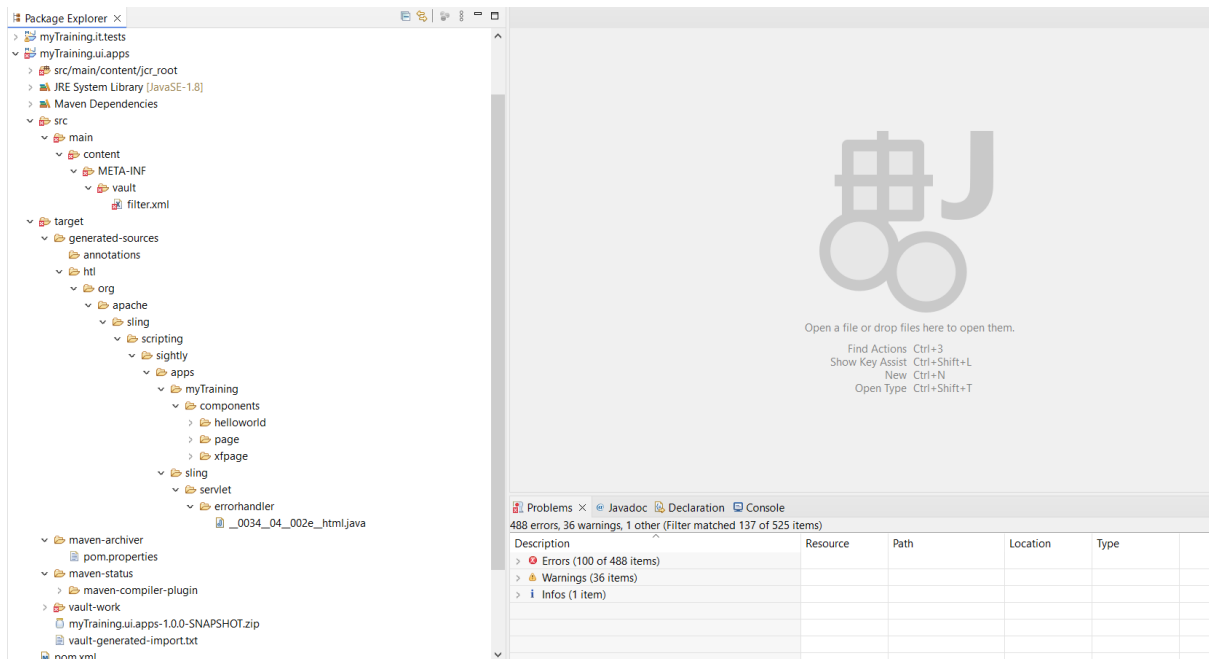 Package Explorer
myTraining.it.tests
myTraining.ui.apps
src/main/content/jcr_root
JRE System Library [JavaSE-1.8]
Maven Dependencies
src
main
content
META-INF
vault
filter.xml
target
generated-sources
annotations
htl
org
apache
sling
scripting
sightly
apps
myTraining
components
helloworld
page
xfpage
sling
servlet
errorhandler
__0034__04__002e__html.java
maven-archiver
pom.properties
maven-status
maven-compiler-plugin
vault-work
myTraining.ui.apps-1.0.0-SNAPSHOT.zip
vault-generated-import.txt
pom.xml
Open a file or drop files here to open them.
Find Actions Ctrl+3
Show Key Assist Ctrl+Shift+L
New Ctrl+N
Open Type Ctrl+Shift+T
Problems Javadoc Declaration Console
488 errors, 36 warnings, 1 other (Filter matched 137 of 525 items)
Description Resource Path Location Type
Errors (100 of 488 items)
Warnings (36 items)
Infos (1 item)